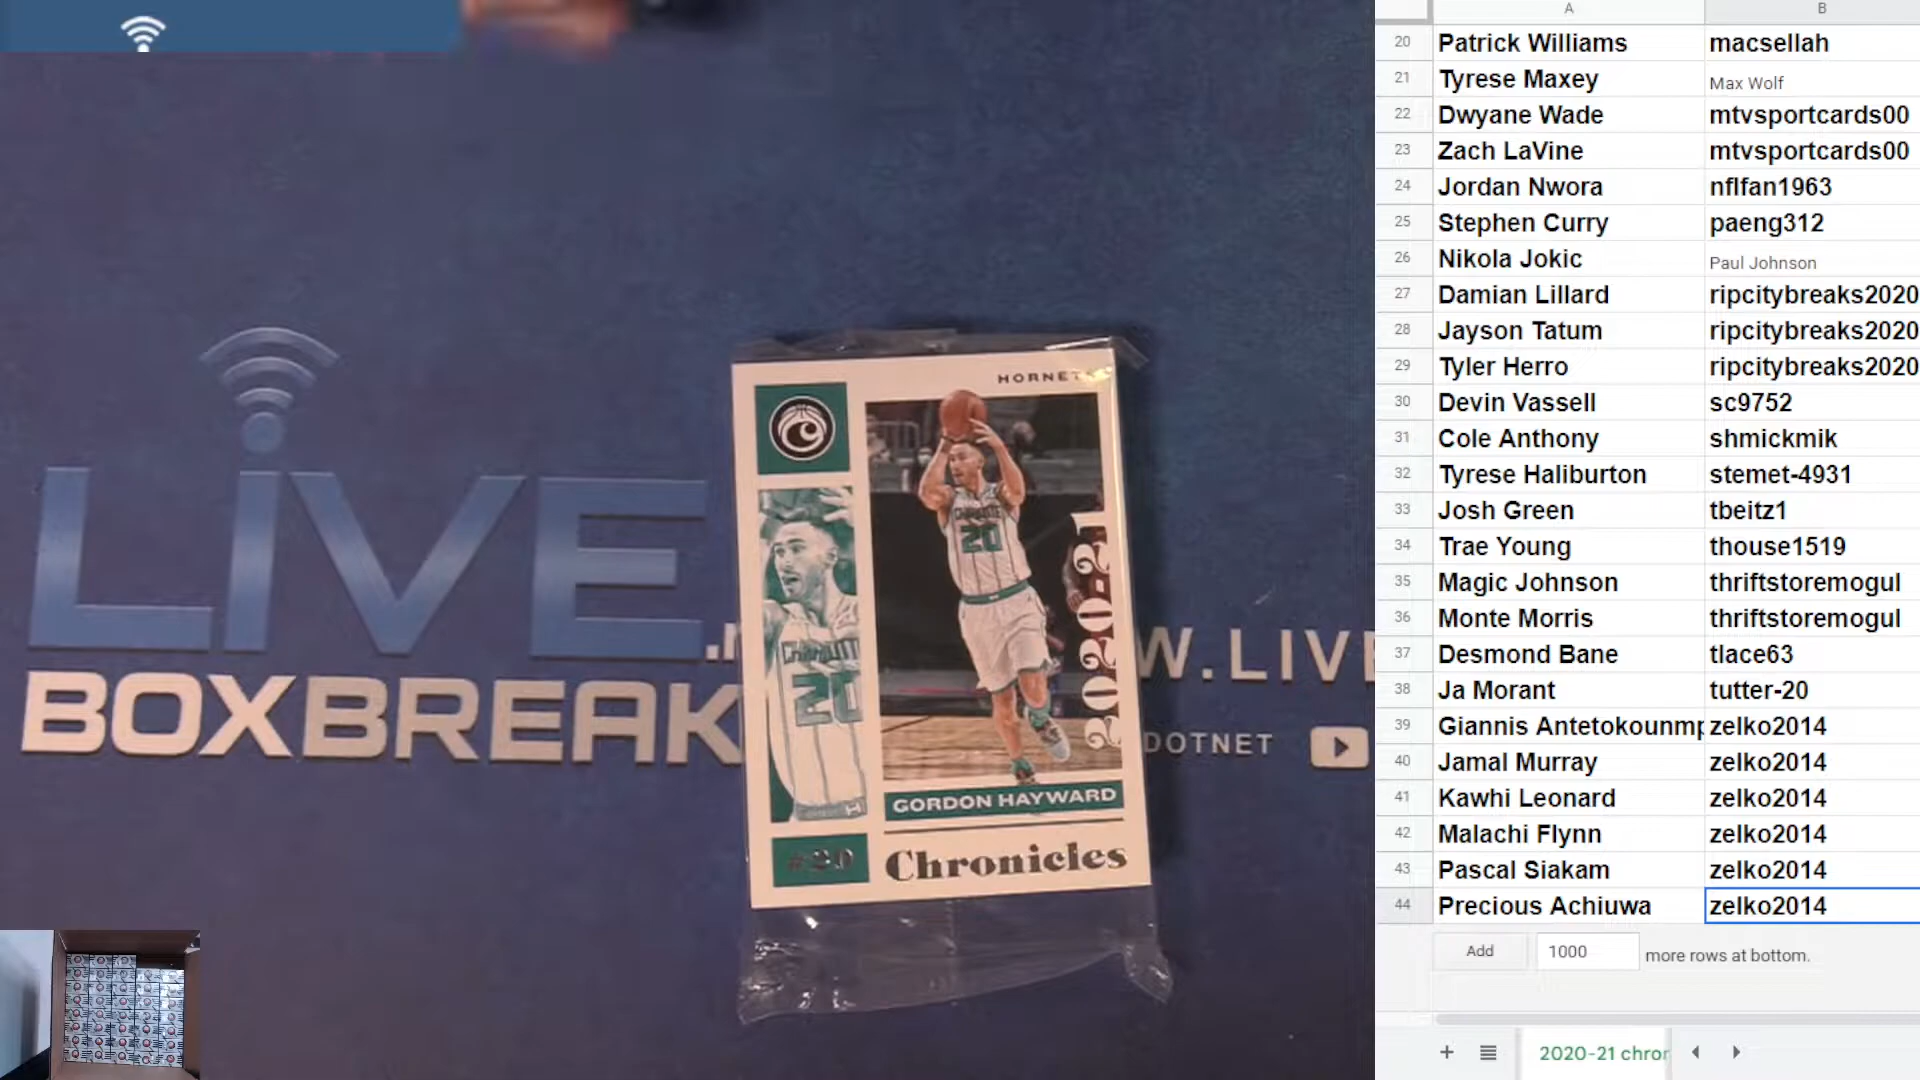 A B
20 Patrick Williams macsellah
21 Tyrese Maxey Max Wolf
22 Dwyane Wade mtvsportcards00
23 Zach LaVine mtvsportcards00
24 Jordan Nwora nflfan1963
25 Stephen Curry paeng312
26 Nikola Jokic Paul Johnson
27 Damian Lillard ripcitybreaks2020
28 Jayson Tatum ripcitybreaks2020
29 Tyler Herro ripcitybreaks2020
30 Devin Vassell sc9752
31 Cole Anthony shmickmik
32 Tyrese Haliburton stemet-4931
33 Josh Green tbeitz1
34 Trae Young thouse1519
35 Magic Johnson thriftstoremogul
36 Monte Morris thriftstoremogul
37 Desmond Bane tlace63
38 Ja Morant tutter-20
39 Giannis Antetokounmp zelko2014
40 Jamal Murray zelko2014
41 Kawhi Leonard zelko2014
42 Malachi Flynn zelko2014
43 Pascal Siakam zelko2014
44 Precious Achiuwa zelko2014
Add 1000 more rows at bottom.
2020-21 chror
HORNETS
CHARLOTTE
20
2020-21
GORDON HAYWARD
#20 Chronicles
CHARLOTTE
20
LIVE
BOXBREAK
W.LIV
DOTNET